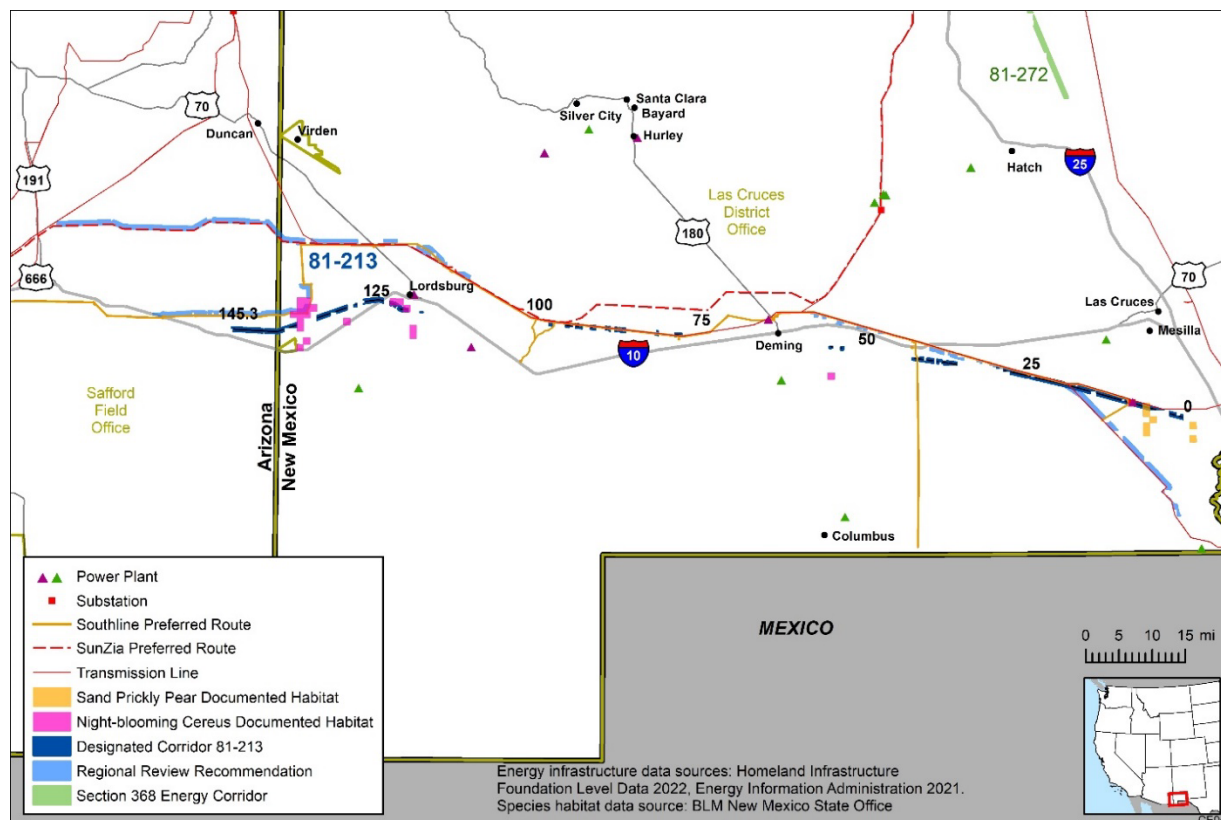 81-272
70
Santa Clara
Silver City
Bayard
Duncan
Virden
Hurley
Hatch
25
191
Las Cruces
District
Office
180
666
81-213
70
Lordsburg
125
145.3
100
75
Las Cruces
Mesilla
Deming
50
10
25
0
Safford
Field
Office
Arizona
New Mexico
Columbus
MEXICO
Power Plant
Substation
Southline Preferred Route
SunZia Preferred Route
Transmission Line
Sand Prickly Pear Documented Habitat
Night-blooming Cereus Documented Habitat
Designated Corridor 81-213
Regional Review Recommendation
Section 368 Energy Corridor
0 5 10 15 mi
Energy infrastructure data sources: Homeland Infrastructure
Foundation Level Data 2022, Energy Information Administration 2021.
Species habitat data source: BLM New Mexico State Office